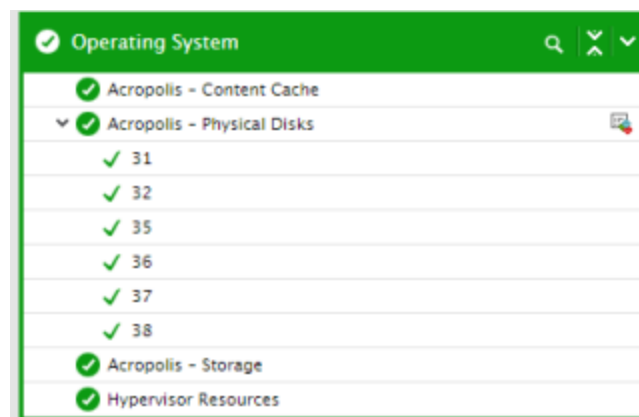 Operating System
Acropolis - Content Cache
Acropolis - Physical Disks
31
32
35
36
37
38
Acropolis - Storage
Hypervisor Resources